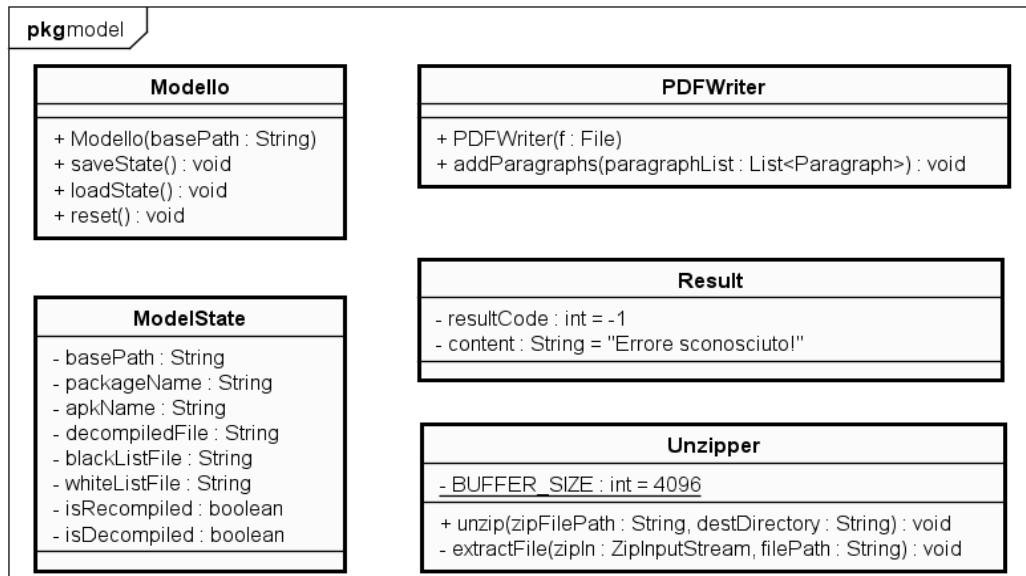 pkgmodel
Modello
+ Modello(basePath : String)
+ saveState() : void
+ loadState() : void
+ reset() : void
PDFWriter
+ PDFWriter(f : File)
+ addParagraphs(paragraphList : List<Paragraph>) : void
ModelState
- basePath : String
- packageName : String
- apkName : String
- decompiledFile : String
- blackListFile : String
- whiteListFile : String
- isRecompiled : boolean
- isDecompiled : boolean
Result
- resultCode : int = -1
- content : String = "Errore sconosciuto!"
Unzipper
- BUFFER_SIZE : int = 4096
+ unzip(zipFilePath : String, destDirectory : String) : void
- extractFile(zipIn : ZipInputStream, filePath : String) : void